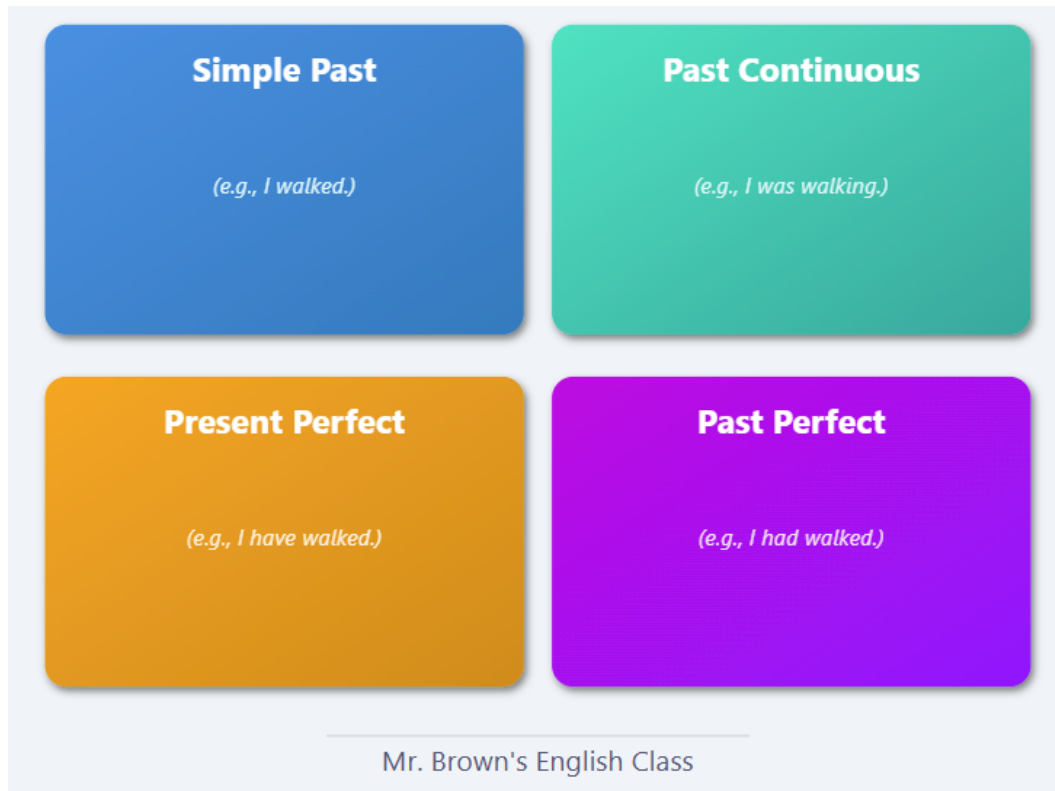 Simple Past
(e.g., I walked.)
Past Continuous
(e.g., I was walking.)
Present Perfect
(e.g., I have walked.)
Past Perfect
(e.g., I had walked.)
Mr. Brown's English Class